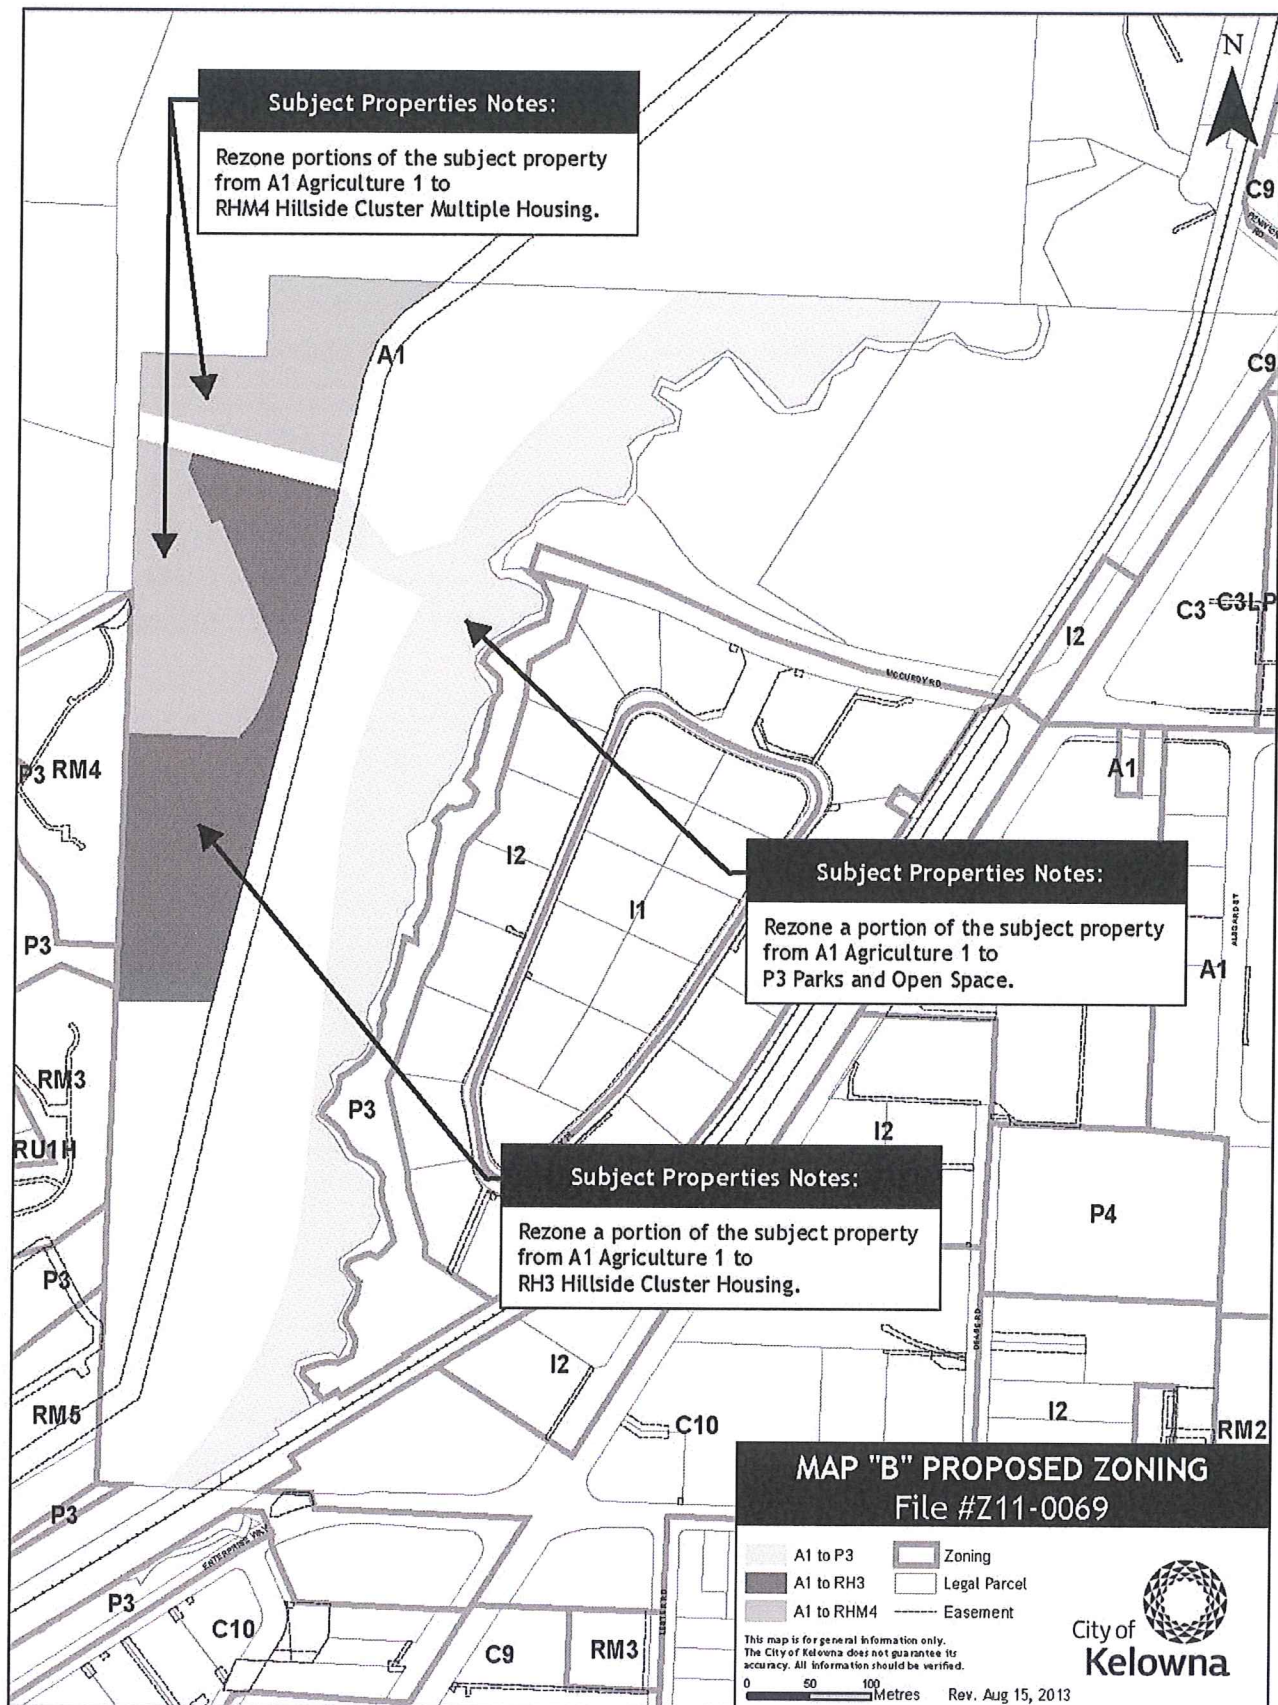 N
Subject Properties Notes:
Rezone portions of the subject property
from A1 Agriculture 1 to
RHM4 Hillside Cluster Multiple Housing.
C9
A1
C9
C3
C3LP
I2
MCCURDY RD
P3
RM4
A1
I2
I1
Subject Properties Notes:
Rezone a portion of the subject property
from A1 Agriculture 1 to
P3 Parks and Open Space.
P3
A1
RM3
P3
I2
RU1H
Subject Properties Notes:
Rezone a portion of the subject property
from A1 Agriculture 1 to
RH3 Hillside Cluster Housing.
P4
P3
DEASE RD
I2
I2
RM5
C10
RM2
P3
ENTERPRISE WAY
P3
C10
C9
RM3
MAP "B" PROPOSED ZONING
File #Z11-0069
A1 to P3
Zoning
A1 to RH3
Legal Parcel
A1 to RHM4
Easement
This map is for general information only.
The City of Kelowna does not guarantee its
accuracy. All information should be verified.
0 50 100 Metres
Rev. Aug 15, 2013
City of
Kelowna